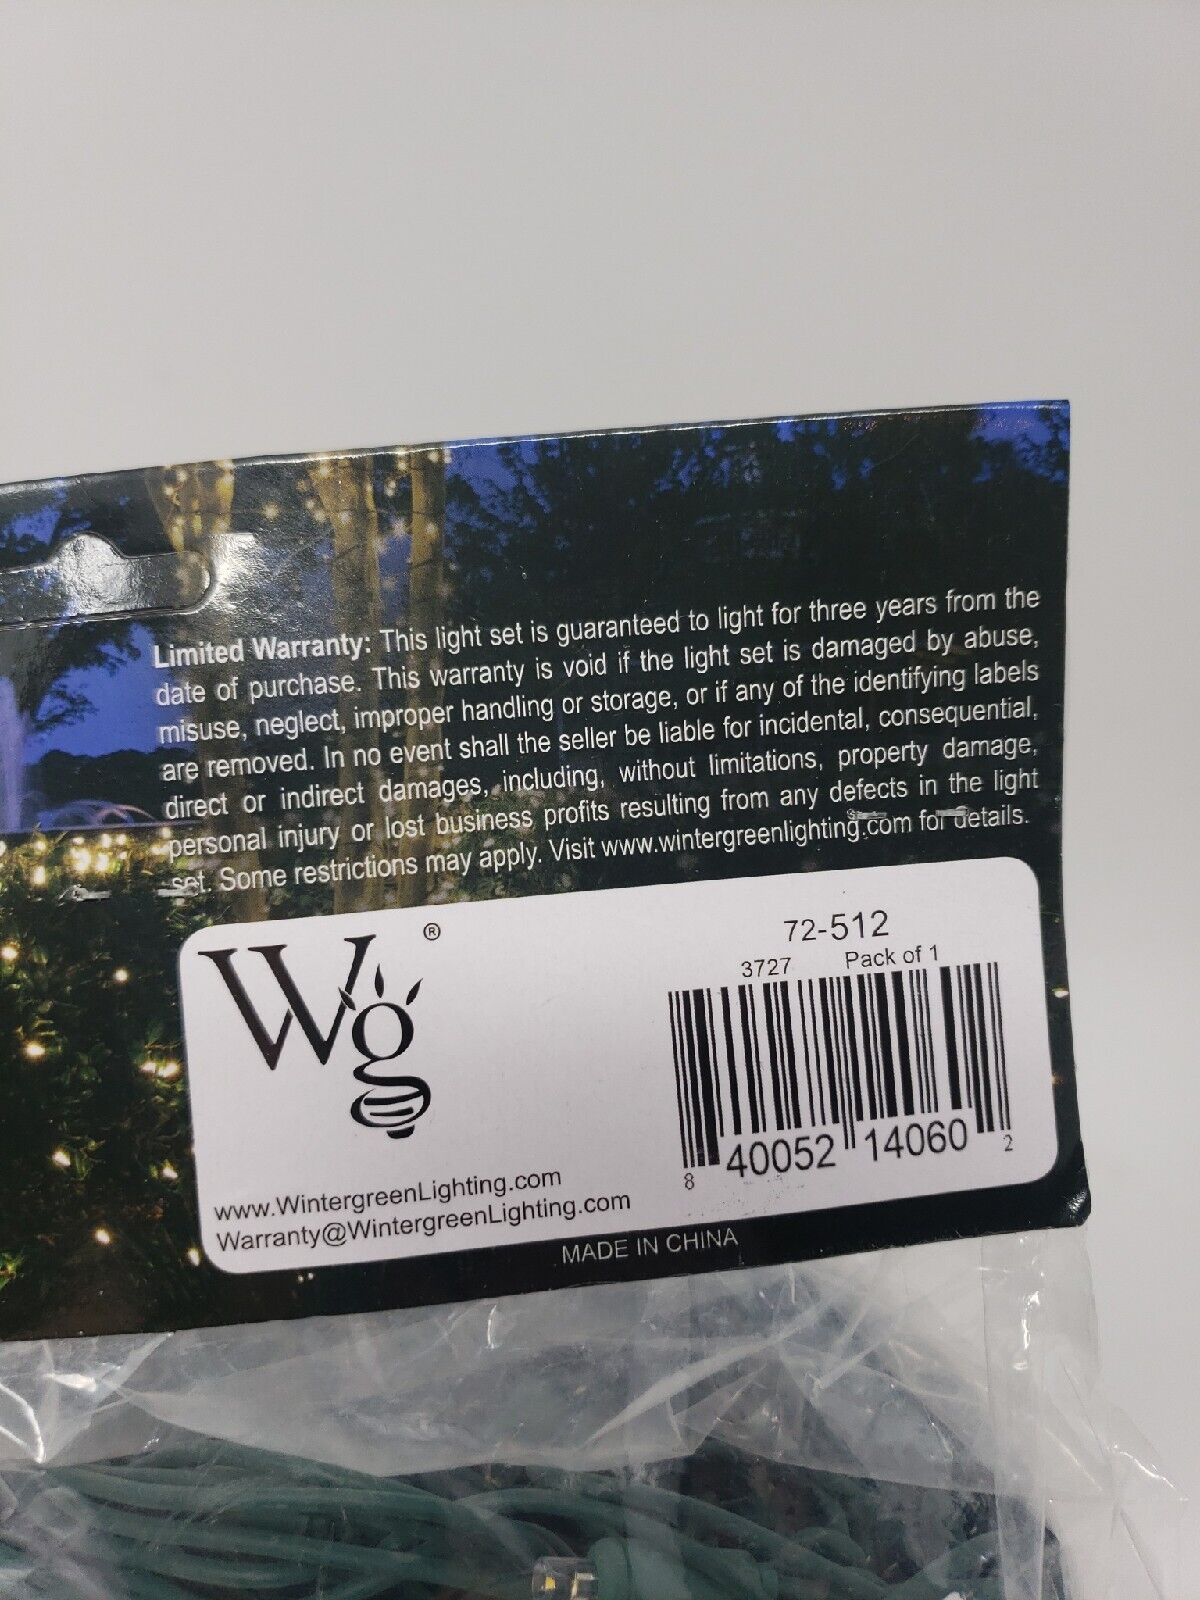 Limited Warranty: This light set is guaranteed to light for three years from the
date of purchase. This warranty is void if the light set is damaged by abuse,
misuse, neglect, improper handling or storage, or if any of the identifying labels
are removed. In no event shall the seller be liable for incidental, consequential,
direct or indirect damages, including, without limitations, property damage,
personal injury or lost business profits resulting from any defects in the light
set. Some restrictions may apply. Visit www.wintergreenlighting.com for details.
Wg®
72-512
3727 Pack of 1
8 40052 14060 2
www.WintergreenLighting.com
Warranty@WintergreenLighting.com
MADE IN CHINA